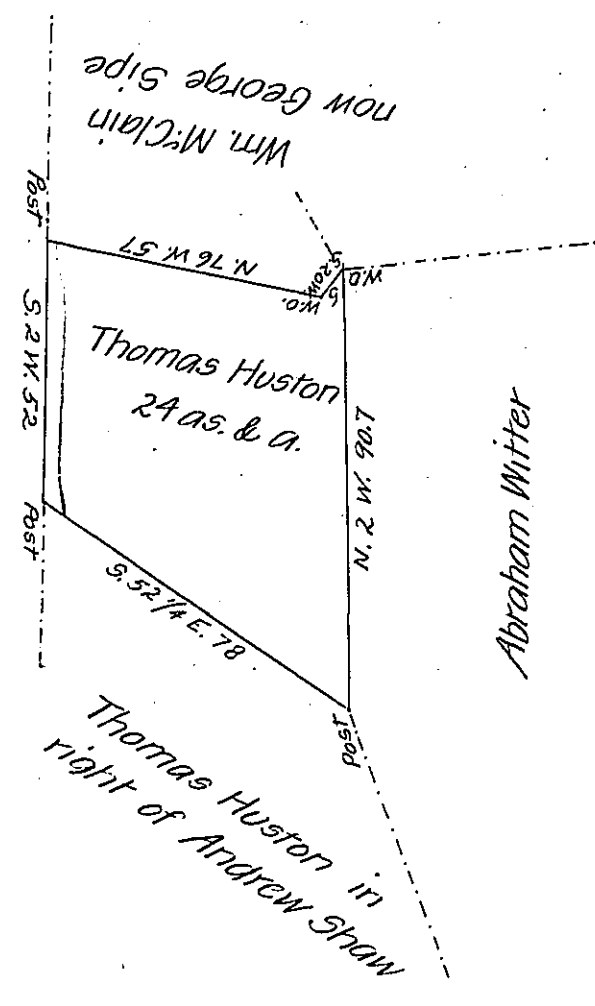 Wm. McClain
now George Sipe
Post
N. 76 W. 57
W.O.
5
W.O.
S. 2 W. 52
Thomas Huston
24 as. & a.
N. 2 W. 90.7
Abraham Witter
Post
S. 52 1/4 E. 78
Post
Thomas Huston in
right of Andrew Shaw